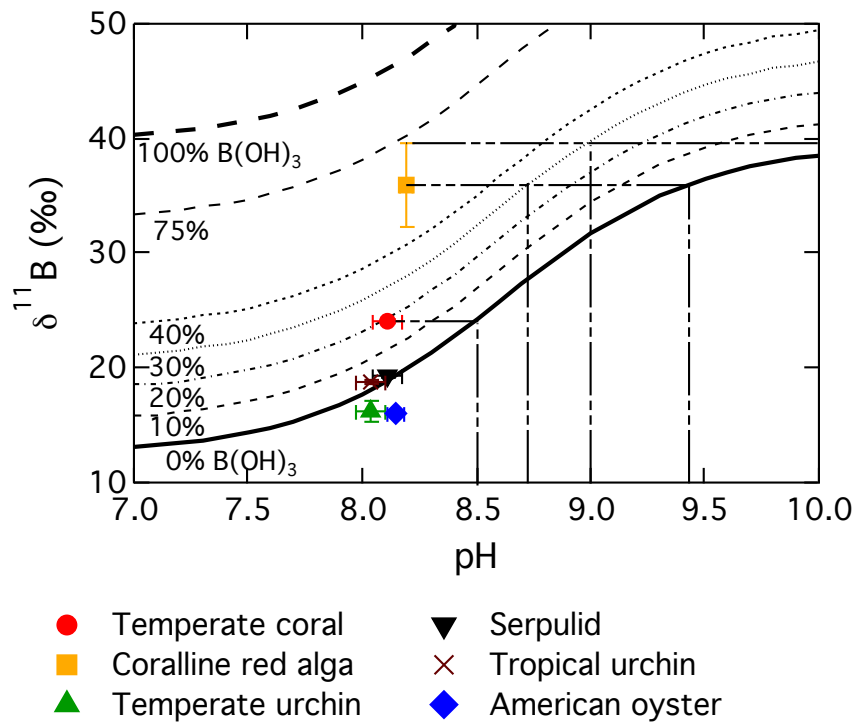 50
40
30
20
10
δ¹¹B (‰)
100% B(OH)₃
75%
40%
30%
20%
10%
0% B(OH)₃
7.0 7.5 8.0 8.5 9.0 9.5 10.0
pH
Temperate coral Serpulid
Coralline red alga Tropical urchin
Temperate urchin American oyster